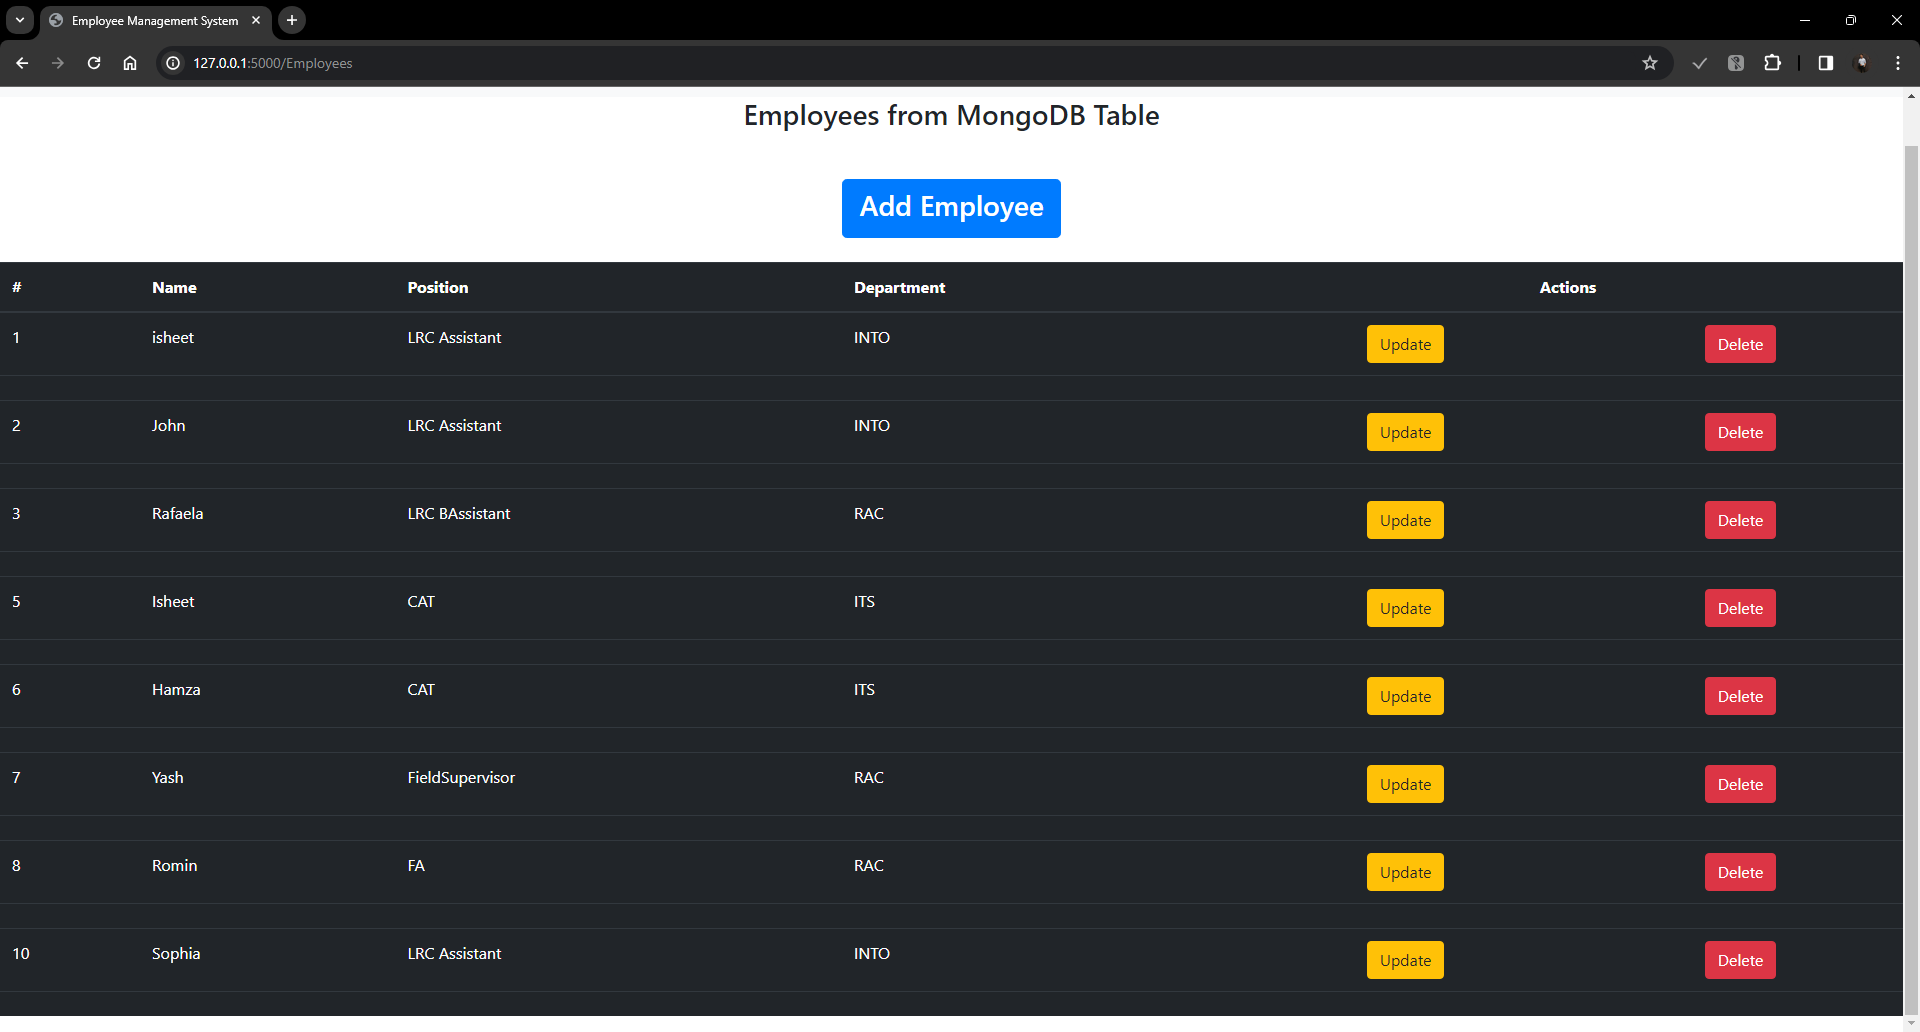 Employee Management System
127.0.0.1:5000/Employees
Employees from MongoDB Table
Add Employee
# Name Position Department Actions
1 isheet LRC Assistant INTO Update Delete
2 John LRC Assistant INTO Update Delete
3 Rafaela LRC BAssistant RAC Update Delete
5 Isheet CAT ITS Update Delete
6 Hamza CAT ITS Update Delete
7 Yash FieldSupervisor RAC Update Delete
8 Romin FA RAC Update Delete
10 Sophia LRC Assistant INTO Update Delete